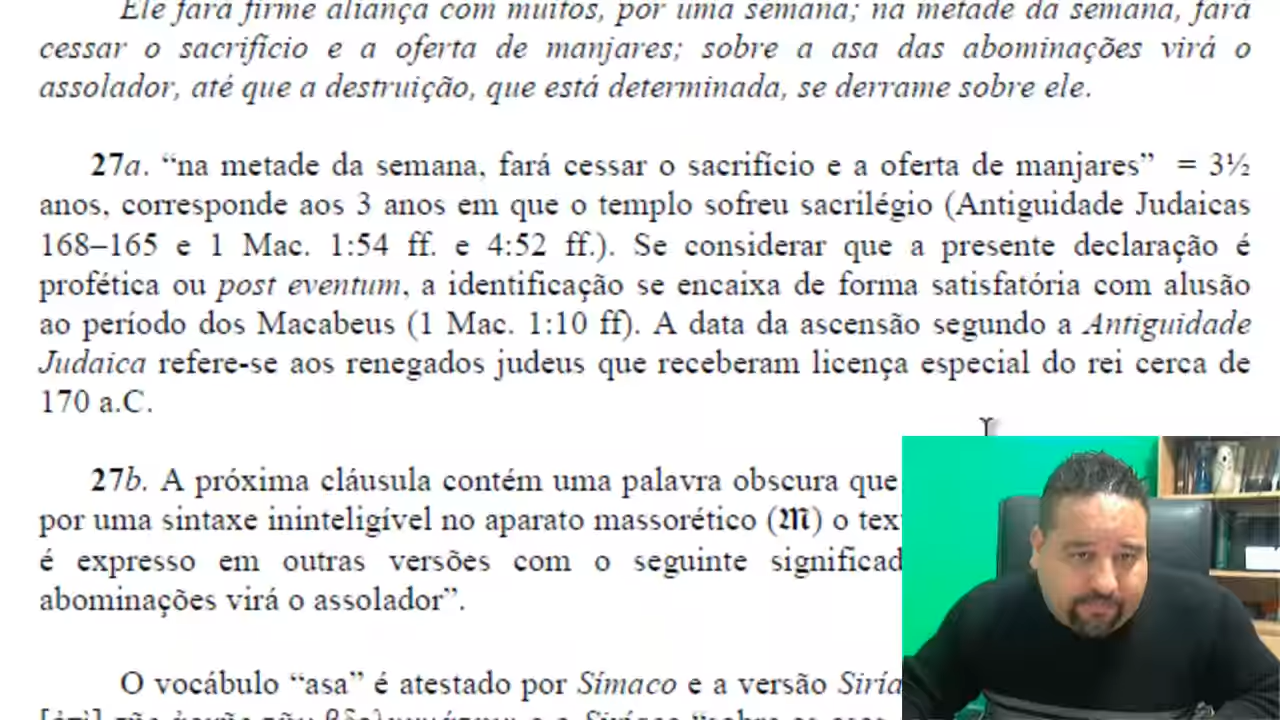 Ele fará firme aliança com muitos, por uma semana; na metade da semana, fará
cessar o sacrifício e a oferta de manjares; sobre a asa das abominações virá o
assolador, até que a destruição, que está determinada, se derrame sobre ele.
27a. “na metade da semana, fará cessar o sacrifício e a oferta de manjares” = 3½
anos, corresponde aos 3 anos em que o templo sofreu sacrilégio (Antiguidade Judaicas
168–165 e 1 Mac. 1:54 ff. e 4:52 ff.). Se considerar que a presente declaração é
profética ou post eventum, a identificação se encaixa de forma satisfatória com alusão
ao período dos Macabeus (1 Mac. 1:10 ff). A data da ascensão segundo a Antiguidade
Judaica refere-se aos renegados judeus que receberam licença especial do rei cerca de
170 a.C.
27b. A próxima cláusula contém uma palavra obscura que
por uma sintaxe ininteligível no aparato massorético (𝔐) o
é expresso em outras versões com o seguinte
abominações virá o assolador”.
O vocábulo “asa” é atestado por Símaco e a versão